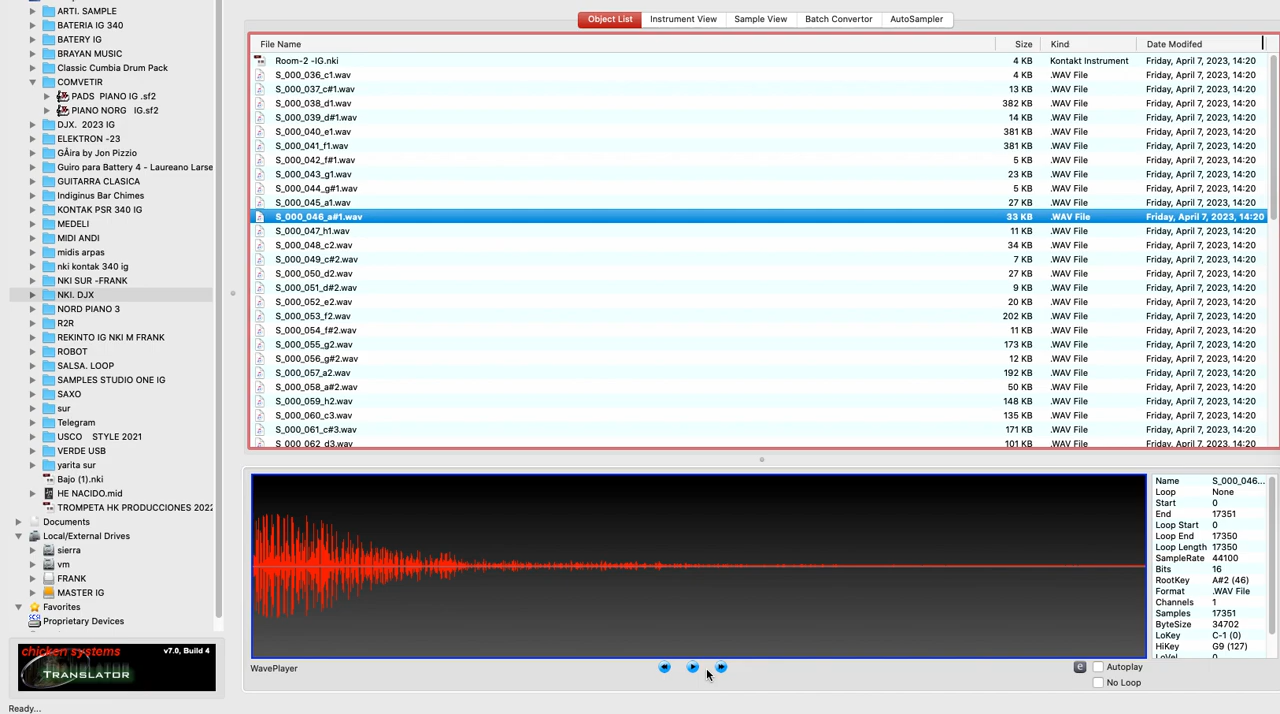 ARTI. SAMPLE
BATERIA IG 340
BATERY IG
BRAYAN MUSIC
Classic Cumbia Drum Pack
COMVETIR
PADS PIANO IG .sf2
PIANO NORG IG.sf2
DJX. 2023 IG
ELEKTRON -23
GÅira by Jon Pizzio
Guiro para Battery 4 - Laureano Larse
GUITARRA CLASICA
Indiginus Bar Chimes
KONTAK PSR 340 IG
MEDELI
MIDI ANDI
midis arpas
nki kontak 340 ig
NKI SUR -FRANK
NKI. DJX
NORD PIANO 3
R2R
REKINTO IG NKI M FRANK
ROBOT
SALSA. LOOP
SAMPLES STUDIO ONE IG
SAXO
sur
Telegram
USCO STYLE 2021
VERDE USB
yarita sur
Bajo (1).nki
HE NACIDO.mid
TROMPETA HK PRODUCCIONES 2022
Documents
Local/External Drives
sierra
vm
FRANK
MASTER IG
Favorites
Proprietary Devices
chicken systems v7.0, Build 4
TRANSLATOR
Ready...
Object List Instrument View Sample View Batch Convertor AutoSampler
File Name Size Kind Date Modifed
Room-2 -IG.nki 4 KB Kontakt Instrument Friday, April 7, 2023, 14:20
S_000_036_c1.wav 4 KB .WAV File Friday, April 7, 2023, 14:20
S_000_037_c#1.wav 13 KB .WAV File Friday, April 7, 2023, 14:20
S_000_038_d1.wav 382 KB .WAV File Friday, April 7, 2023, 14:20
S_000_039_d#1.wav 14 KB .WAV File Friday, April 7, 2023, 14:20
S_000_040_e1.wav 381 KB .WAV File Friday, April 7, 2023, 14:20
S_000_041_f1.wav 381 KB .WAV File Friday, April 7, 2023, 14:20
S_000_042_f#1.wav 5 KB .WAV File Friday, April 7, 2023, 14:20
S_000_043_g1.wav 23 KB .WAV File Friday, April 7, 2023, 14:20
S_000_044_g#1.wav 5 KB .WAV File Friday, April 7, 2023, 14:20
S_000_045_a1.wav 27 KB .WAV File Friday, April 7, 2023, 14:20
S_000_046_a#1.wav 33 KB .WAV File Friday, April 7, 2023, 14:20
S_000_047_h1.wav 11 KB .WAV File Friday, April 7, 2023, 14:20
S_000_048_c2.wav 34 KB .WAV File Friday, April 7, 2023, 14:20
S_000_049_c#2.wav 7 KB .WAV File Friday, April 7, 2023, 14:20
S_000_050_d2.wav 27 KB .WAV File Friday, April 7, 2023, 14:20
S_000_051_d#2.wav 9 KB .WAV File Friday, April 7, 2023, 14:20
S_000_052_e2.wav 20 KB .WAV File Friday, April 7, 2023, 14:20
S_000_053_f2.wav 202 KB .WAV File Friday, April 7, 2023, 14:20
S_000_054_f#2.wav 11 KB .WAV File Friday, April 7, 2023, 14:20
S_000_055_g2.wav 173 KB .WAV File Friday, April 7, 2023, 14:20
S_000_056_g#2.wav 12 KB .WAV File Friday, April 7, 2023, 14:20
S_000_057_a2.wav 192 KB .WAV File Friday, April 7, 2023, 14:20
S_000_058_a#2.wav 50 KB .WAV File Friday, April 7, 2023, 14:20
S_000_059_h2.wav 148 KB .WAV File Friday, April 7, 2023, 14:20
S_000_060_c3.wav 135 KB .WAV File Friday, April 7, 2023, 14:20
S_000_061_c#3.wav 171 KB .WAV File Friday, April 7, 2023, 14:20
S_000_062_d3.wav 101 KB .WAV File Friday, April 7, 2023, 14:20
Name S_000_046...
Loop None
Start 0
End 17351
Loop Start 0
Loop End 17350
Loop Length 17350
SampleRate 44100
Bits 16
RootKey A#2 (46)
Format .WAV File
Channels 1
Samples 17351
ByteSize 34702
LoKey C-1 (0)
HiKey G9 (127)
LoVel 0
WavePlayer
e Autoplay
No Loop